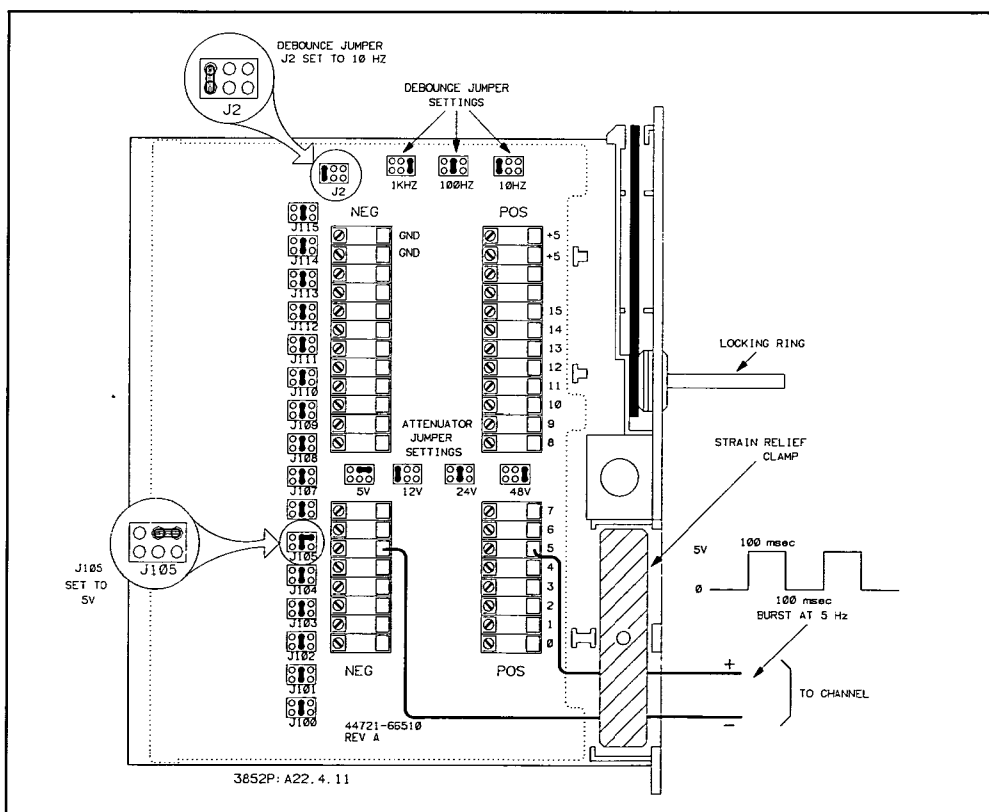 DEBOUNCE JUMPER
J2 SET TO 10 HZ
J2
DEBOUNCE JUMPER
SETTINGS
J2
1KHZ
100HZ
10HZ
NEG
POS
J115
GND
+5
J114
GND
+5
J113
J112
15
14
J111
13
12
J110
11
10
J109
9
J108
8
ATTENUATOR
JUMPER
SETTINGS
J107
5V
12V
24V
48V
LOCKING RING
STRAIN RELIEF
CLAMP
7
6
J105
5
J105
J105
SET TO
5V
4
J104
3
J103
2
1
J102
0
NEG
POS
J101
J100
44721-66510
REV A
5V
100 msec
0
100 msec
BURST AT 5 Hz
+
TO CHANNEL
−
3852P: A22.4.11